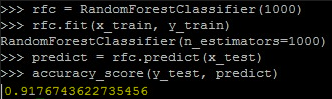 >>> rfc = RandomForestClassifier(1000)
>>> rfc.fit(x_train, y_train)
RandomForestClassifier(n_estimators=1000)
>>> predict = rfc.predict(x_test)
>>> accuracy_score(y_test, predict)
0.9176743622735456